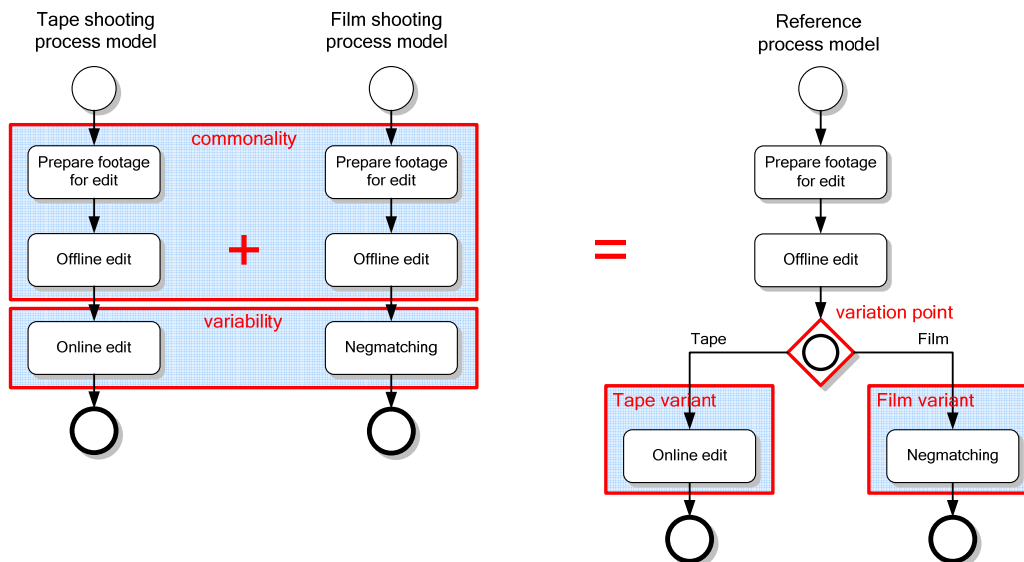 Tape shooting
process model
Film shooting
process model
Reference
process model
commonality
Prepare footage
for edit
Prepare footage
for edit
Prepare footage
for edit
+
=
Offline edit
Offline edit
Offline edit
variability
variation point
Online edit
Negmatching
Tape
Film
Tape variant
Film variant
Online edit
Negmatching